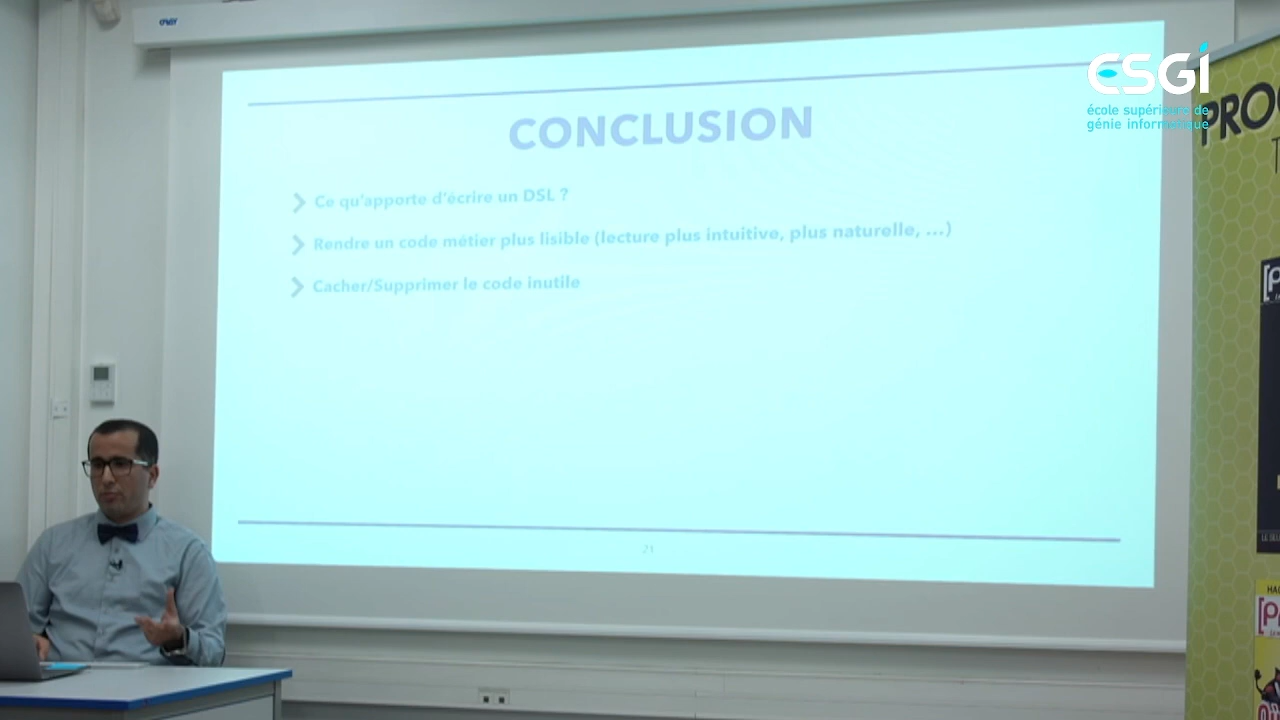 ESGI
école supérieure de
génie informatique
CONCLUSION
Ce qu'apporte d'écrire un DSL ?
Rendre un code métier plus lisible (lecture plus intuitive, plus naturelle, ...)
Cacher/Supprimer le code inutile
21